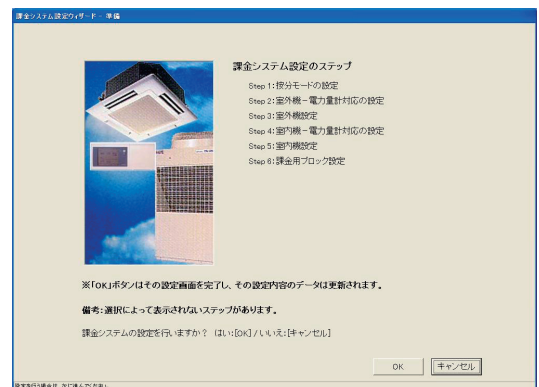 課金システム設定ウィザード - 準備
課金システム設定のステップ
Step 1:按分モードの設定
Step 2:室外機－電力量計対応の設定
Step 3:室外機設定
Step 4:室内機－電力量計対応の設定
Step 5:室内機設定
Step 6:課金用ブロック設定
※「OK」ボタンはその設定画面を完了し、その設定内容のデータは更新されます。
備考:選択によって表示されないステップがあります。
課金システムの設定を行いますか？ はい:[OK] / いいえ:[キャンセル]
OK キャンセル